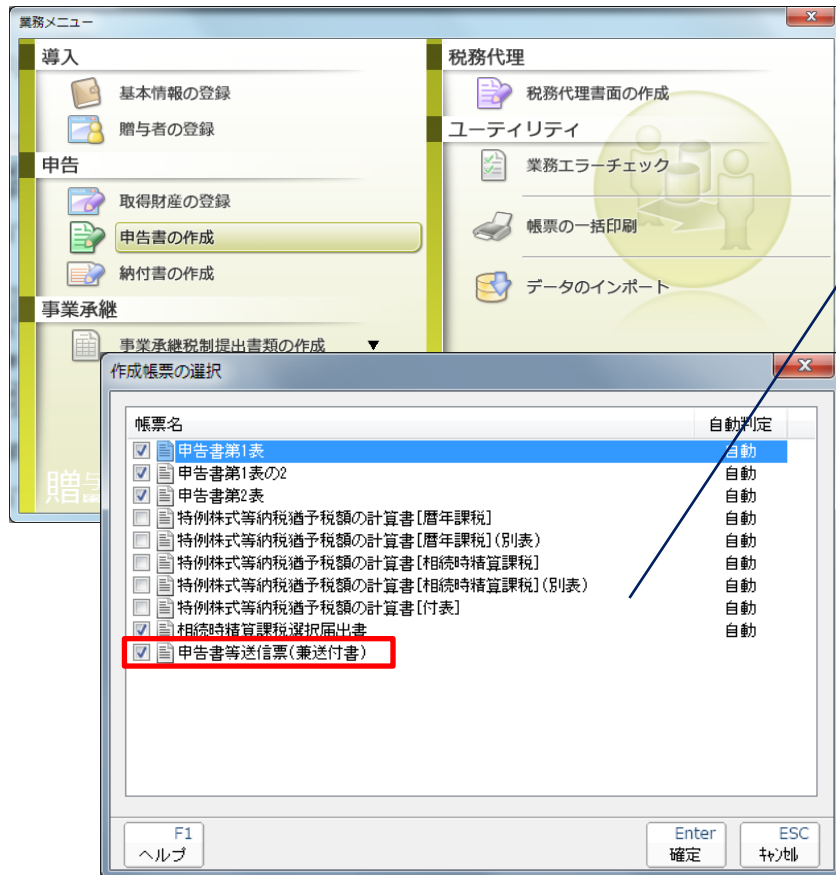 業務メニュー
導入
基本情報の登録
贈与者の登録
申告
取得財産の登録
申告書の作成
納付書の作成
事業承継
事業承継税制提出書類の作成 ▼
税務代理
税務代理書面の作成
ユーティリティ
業務エラーチェック
帳票の一括印刷
データのインポート
贈
作成帳票の選択
帳票名 自動判定
申告書第1表 自動
申告書第1表の2 自動
申告書第2表 自動
特例株式等納税猶予税額の計算書[暦年課税] 自動
特例株式等納税猶予税額の計算書[暦年課税](別表) 自動
特例株式等納税猶予税額の計算書[相続時精算課税] 自動
特例株式等納税猶予税額の計算書[相続時精算課税](別表) 自動
特例株式等納税猶予税額の計算書[付表] 自動
相続時精算課税選択届出書 自動
申告書等送信票(兼送付書)
F1
ヘルプ
Enter
確定
ESC
ｷｬﾝｾﾙ